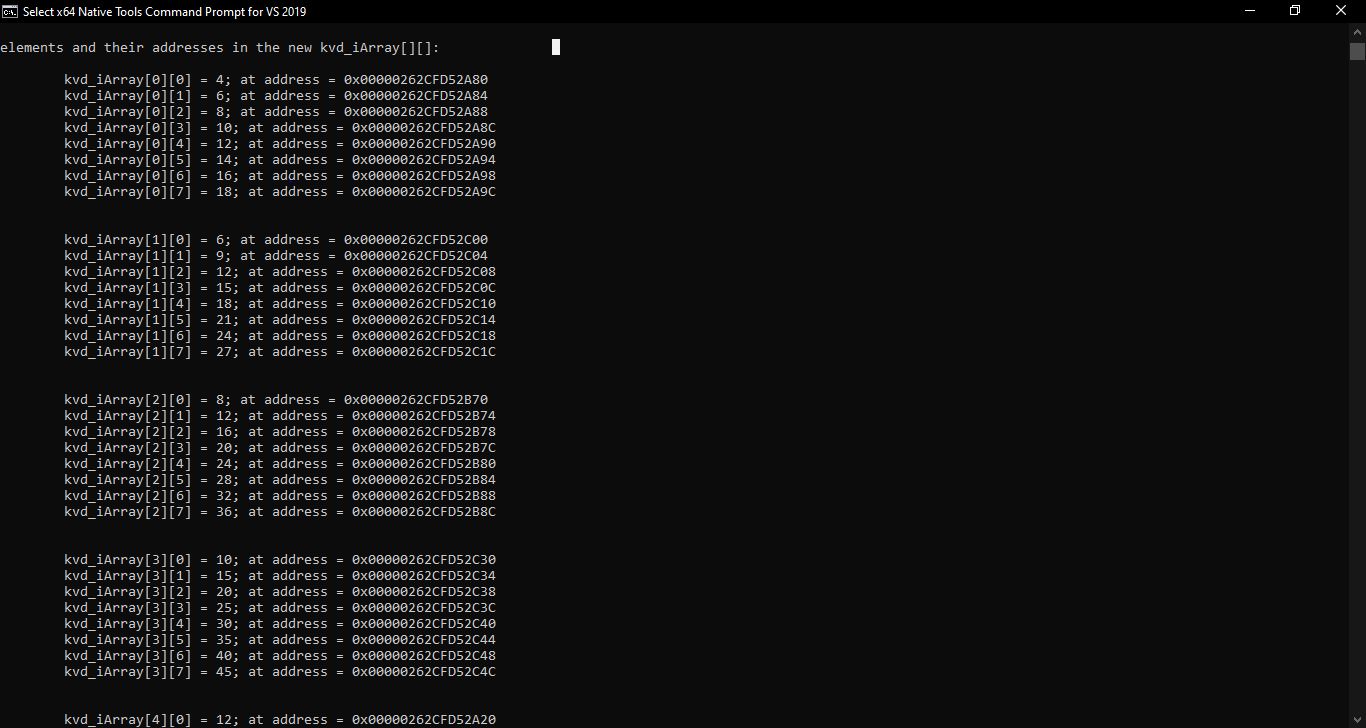 Select x64 Native Tools Command Prompt for VS 2019
elements and their addresses in the new kvd_iArray[][]:
kvd_iArray[0][0] = 4; at address = 0x00000262CFD52A80
kvd_iArray[0][1] = 6; at address = 0x00000262CFD52A84
kvd_iArray[0][2] = 8; at address = 0x00000262CFD52A88
kvd_iArray[0][3] = 10; at address = 0x00000262CFD52A8C
kvd_iArray[0][4] = 12; at address = 0x00000262CFD52A90
kvd_iArray[0][5] = 14; at address = 0x00000262CFD52A94
kvd_iArray[0][6] = 16; at address = 0x00000262CFD52A98
kvd_iArray[0][7] = 18; at address = 0x00000262CFD52A9C
kvd_iArray[1][0] = 6; at address = 0x00000262CFD52C00
kvd_iArray[1][1] = 9; at address = 0x00000262CFD52C04
kvd_iArray[1][2] = 12; at address = 0x00000262CFD52C08
kvd_iArray[1][3] = 15; at address = 0x00000262CFD52C0C
kvd_iArray[1][4] = 18; at address = 0x00000262CFD52C10
kvd_iArray[1][5] = 21; at address = 0x00000262CFD52C14
kvd_iArray[1][6] = 24; at address = 0x00000262CFD52C18
kvd_iArray[1][7] = 27; at address = 0x00000262CFD52C1C
kvd_iArray[2][0] = 8; at address = 0x00000262CFD52B70
kvd_iArray[2][1] = 12; at address = 0x00000262CFD52B74
kvd_iArray[2][2] = 16; at address = 0x00000262CFD52B78
kvd_iArray[2][3] = 20; at address = 0x00000262CFD52B7C
kvd_iArray[2][4] = 24; at address = 0x00000262CFD52B80
kvd_iArray[2][5] = 28; at address = 0x00000262CFD52B84
kvd_iArray[2][6] = 32; at address = 0x00000262CFD52B88
kvd_iArray[2][7] = 36; at address = 0x00000262CFD52B8C
kvd_iArray[3][0] = 10; at address = 0x00000262CFD52C30
kvd_iArray[3][1] = 15; at address = 0x00000262CFD52C34
kvd_iArray[3][2] = 20; at address = 0x00000262CFD52C38
kvd_iArray[3][3] = 25; at address = 0x00000262CFD52C3C
kvd_iArray[3][4] = 30; at address = 0x00000262CFD52C40
kvd_iArray[3][5] = 35; at address = 0x00000262CFD52C44
kvd_iArray[3][6] = 40; at address = 0x00000262CFD52C48
kvd_iArray[3][7] = 45; at address = 0x00000262CFD52C4C
kvd_iArray[4][0] = 12; at address = 0x00000262CFD52A20